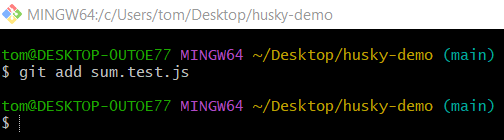 MINGW64:/c/Users/tom/Desktop/husky-demo
tom@DESKTOP-OUTOE77 MINGW64 ~/Desktop/husky-demo (main)
$ git add sum.test.js
tom@DESKTOP-OUTOE77 MINGW64 ~/Desktop/husky-demo (main)
$